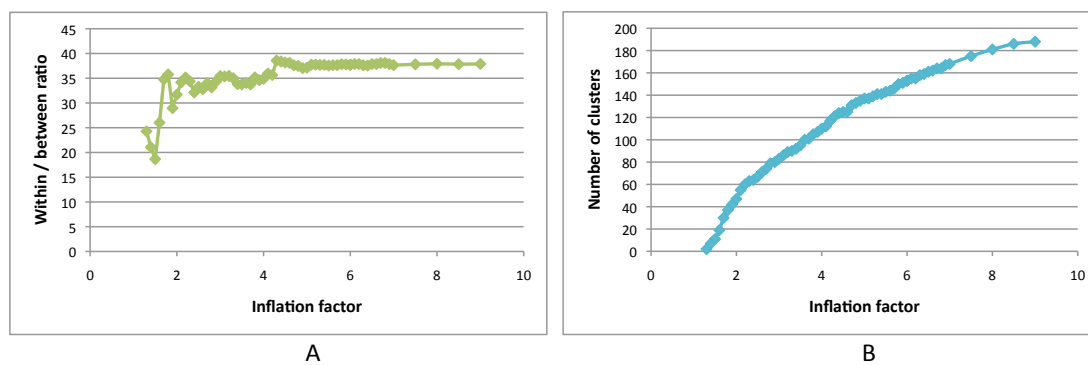 Within / between ratio
45
40
35
30
25
20
15
10
5
0
0 2 4 6 8 10
Inflation factor
A
Number of clusters
200
180
160
140
120
100
80
60
40
20
0
0 2 4 6 8 10
Inflation factor
B